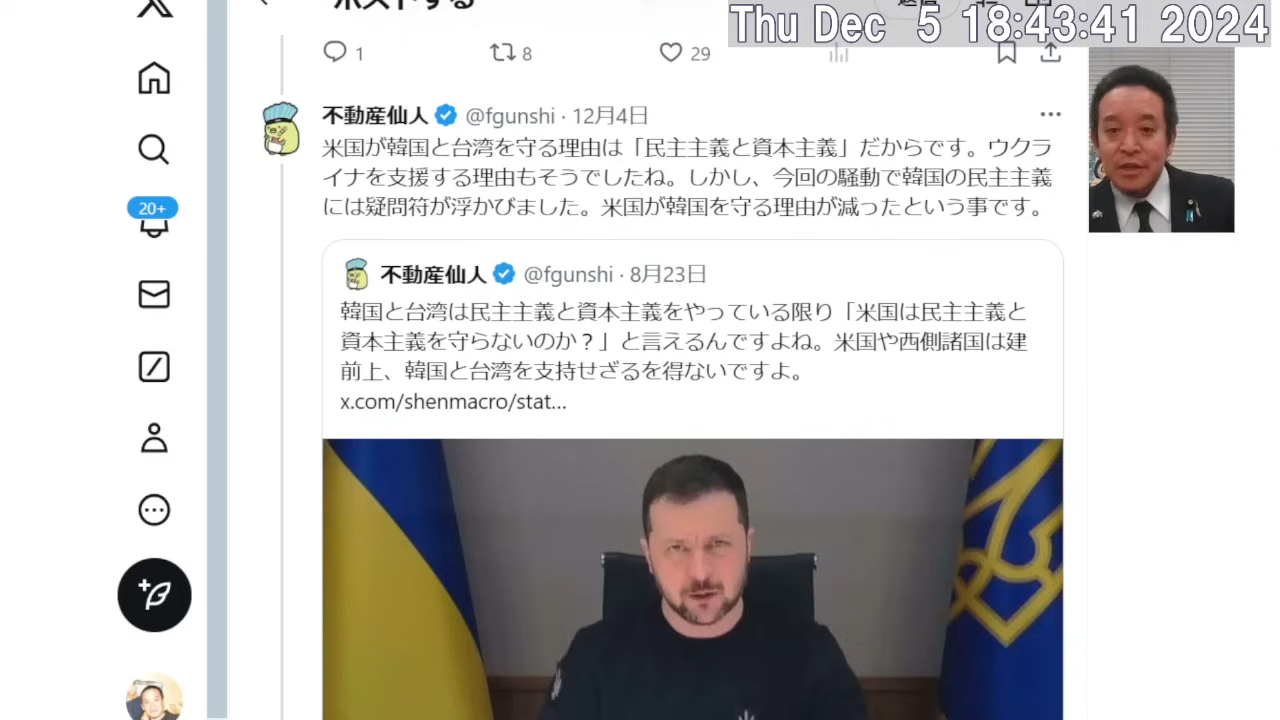 ポストする
返信
Thu Dec 5 18:43:41 2024
1
8
29
不動産仙人 @fgunshi · 12月4日
米国が韓国と台湾を守る理由は「民主主義と資本主義」だからです。ウクラ
イナを支援する理由もそうでしたね。しかし、今回の騒動で韓国の民主主義
には疑問符が浮かびました。米国が韓国を守る理由が減ったという事です。
20+
不動産仙人 @fgunshi · 8月23日
韓国と台湾は民主主義と資本主義をやっている限り「米国は民主主義と
資本主義を守らないのか？」と言えるんですよね。米国や西側諸国は建
前上、韓国と台湾を支持せざるを得ないですよ。
x.com/shenmacro/stat...